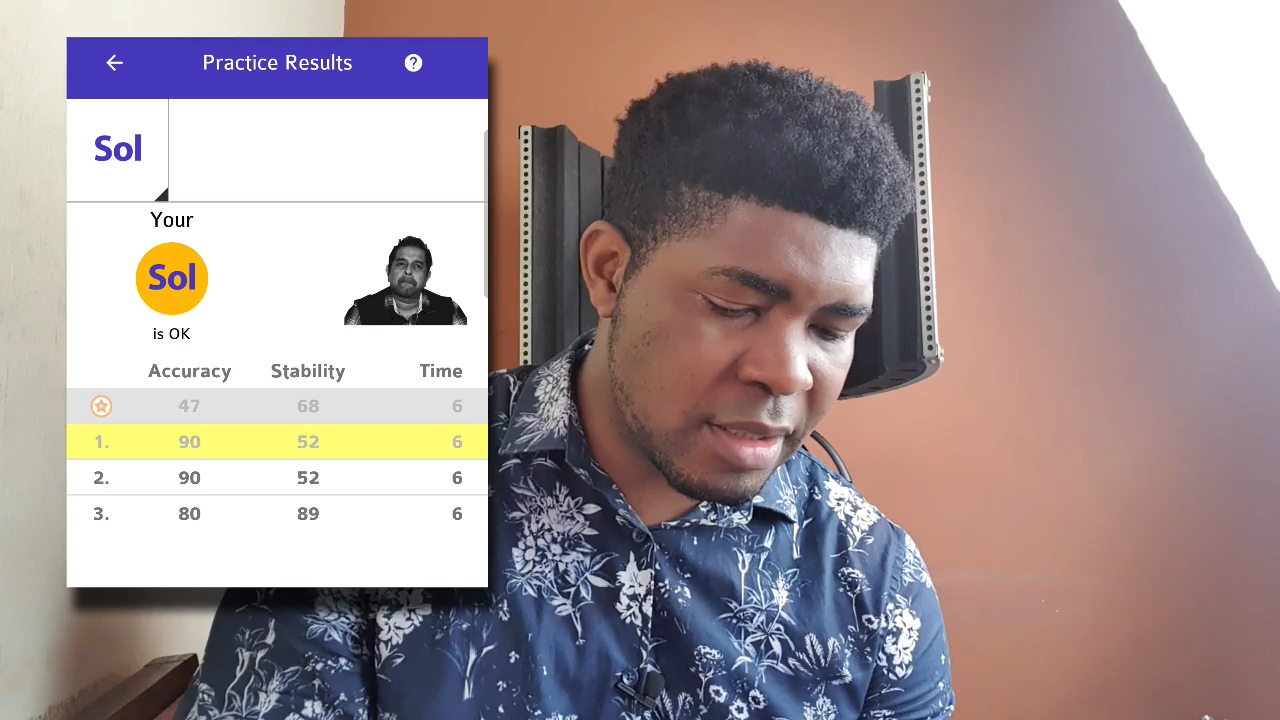 Practice Results
Sol
Your
Sol
is OK
Accuracy Stability Time
47 68 6
1. 90 52 6
2. 90 52 6
3. 80 89 6